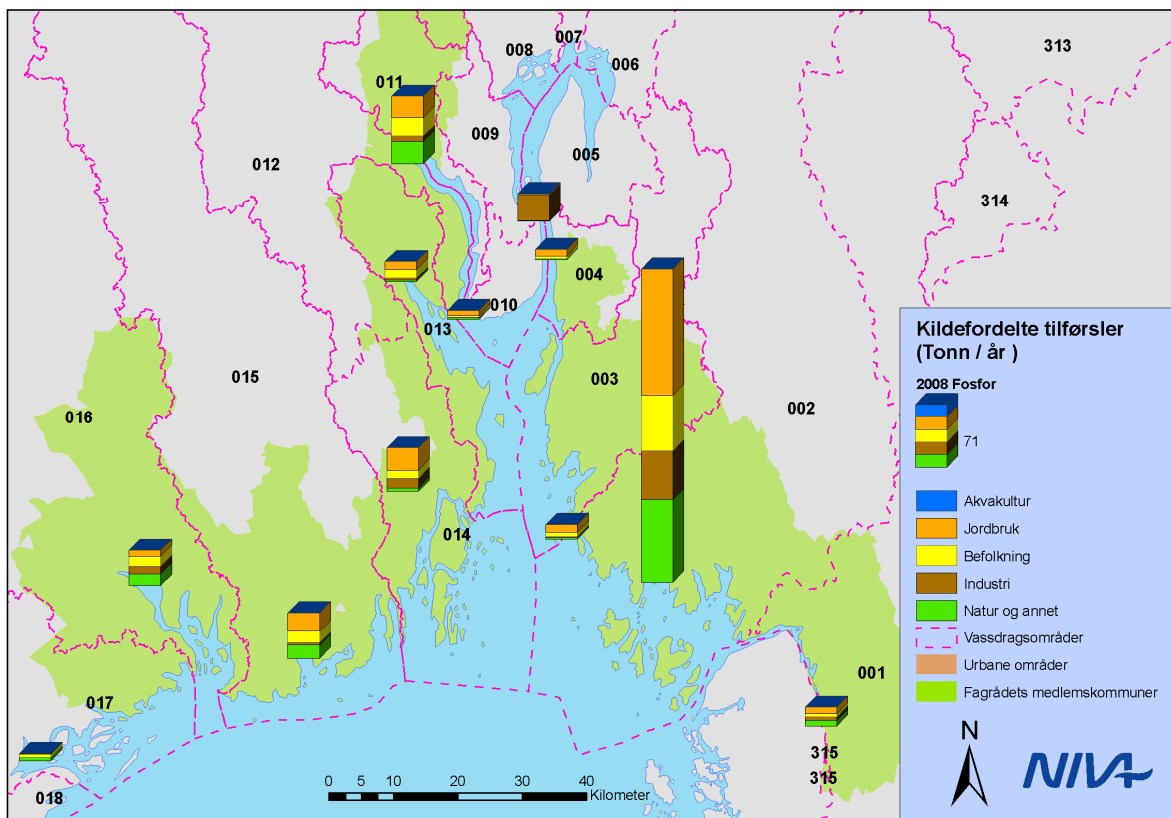 007
008
006
313
011
009
005
012
314
004
010
013
003
015
002
016
014
001
017
315
315
018
0 5 10 20 30 40
Kilometer
Kildefordelte tilførsler
(Tonn / år )
2008 Fosfor
71
Akvakultur
Jordbruk
Befolkning
Industri
Natur og annet
Vassdragsområder
Urbane områder
Fagrådets medlemskommuner
N
NIVA